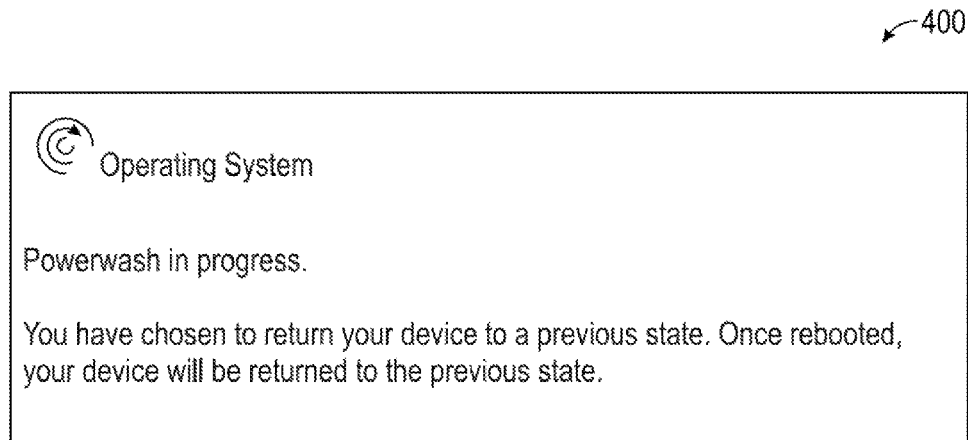 400
Operating System
Powerwash in progress.
You have chosen to return your device to a previous state. Once rebooted,
your device will be returned to the previous state.